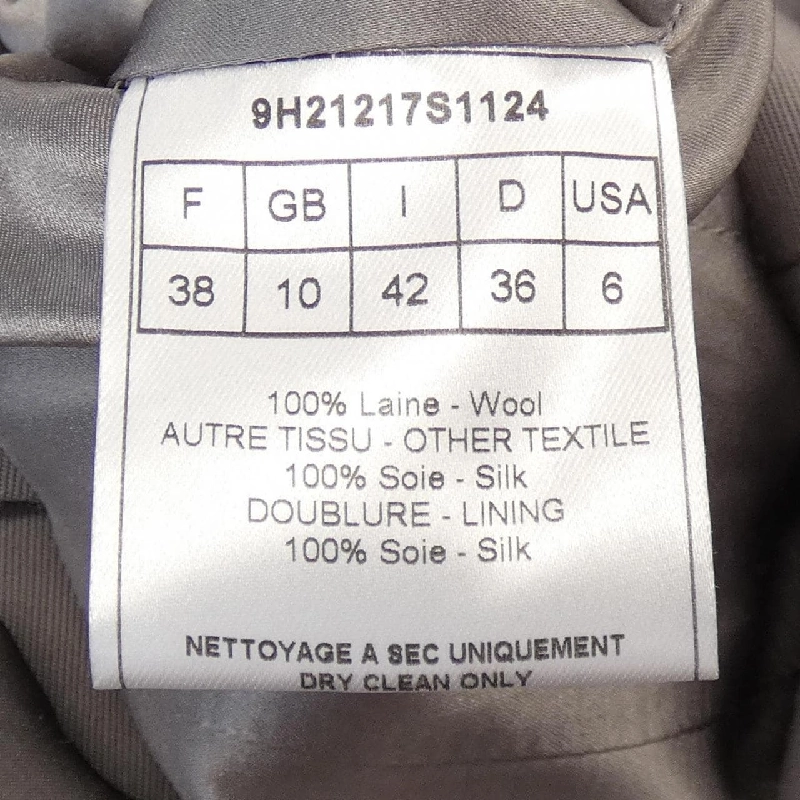 9H21217S1124
F GB I D USA
38 10 42 36 6
100% Laine - Wool
AUTRE TISSU - OTHER TEXTILE
100% Soie - Silk
DOUBLURE - LINING
100% Soie - Silk
NETTOYAGE A SEC UNIQUEMENT
DRY CLEAN ONLY